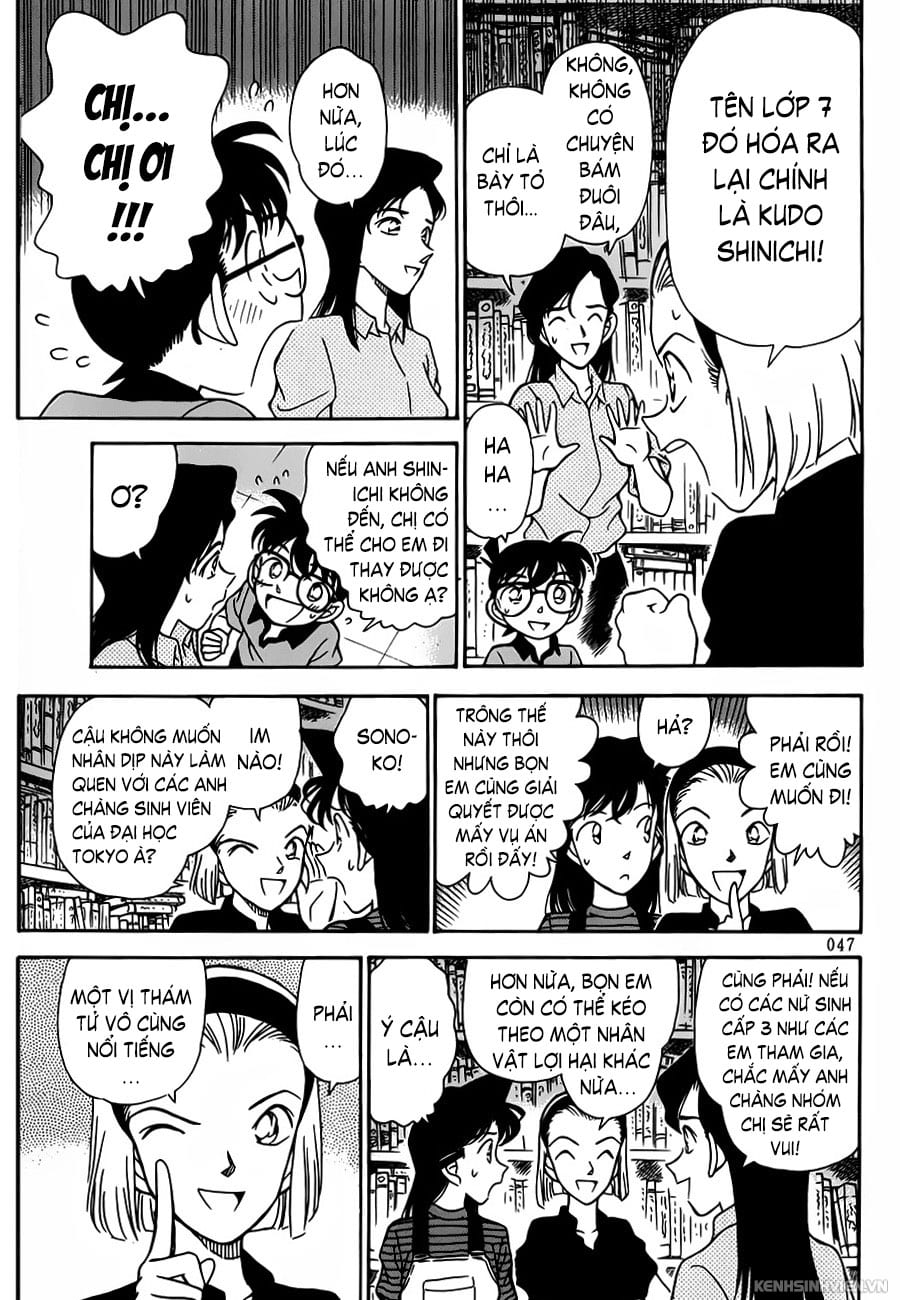 TÊN LỚP 7
ĐÓ HÓA RA
LẠI CHÍNH
LÀ KUDO
SHINICHI!
KHÔNG,
KHÔNG
CÓ
CHUYỆN
BÁM
ĐUÔI
ĐÂU,
CHỈ LÀ
BÀY TỎ
THÔI...
HA
HA
...
HƠN
NỮA,
LÚC
ĐÓ...
CHỊ...
CHỊ ƠI
!!!
NẾU ANH SHIN-
ICHI KHÔNG
ĐẾN, CHỊ CÓ
THỂ CHO EM ĐI
THAY ĐƯỢC
KHÔNG Ạ?
Ơ?
PHẢI RỒI!
EM CŨNG
MUỐN ĐI!
HẢ?
TRÔNG THẾ
NÀY THÔI
NHƯNG BỌN
EM CŨNG GIẢI
QUYẾT ĐƯỢC
MẤY VỤ ÁN
RỒI ĐẤY!
SONO-
KO!
IM
NÀO!
CẬU KHÔNG MUỐN
NHÂN DỊP NÀY LÀM
QUEN VỚI CÁC ANH
CHÀNG SINH VIÊN
CỦA ĐẠI HỌC
TOKYO À?
047
CŨNG PHẢI! NẾU
CÓ CÁC NỮ SINH
CẤP 3 NHƯ CÁC
EM THAM GIA,
CHẮC MẤY ANH
CHÀNG NHÓM
CHỊ SẼ RẤT
VUI!
HƠN NỮA, BỌN EM
CÒN CÓ THỂ KÉO
THEO MỘT NHÂN
VẬT LỢI HẠI KHÁC
NỮA...
Ý CẬU
LÀ...
PHẢI
...
MỘT VỊ THÁM
TỬ VÔ CÙNG
NỔI TIẾNG
...
KENHSINHVIEN.VN